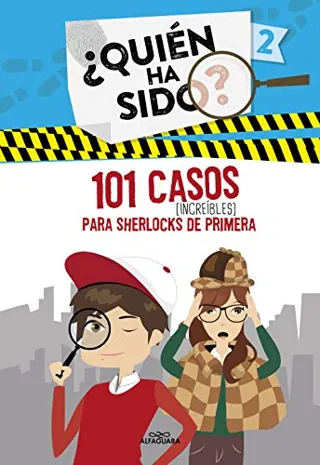 ¿QUIÉN
HA
SIDO?
2
101 CASOS
[INCREÍBLES]
PARA SHERLOCKS DE PRIMERA
ALFAGUARA